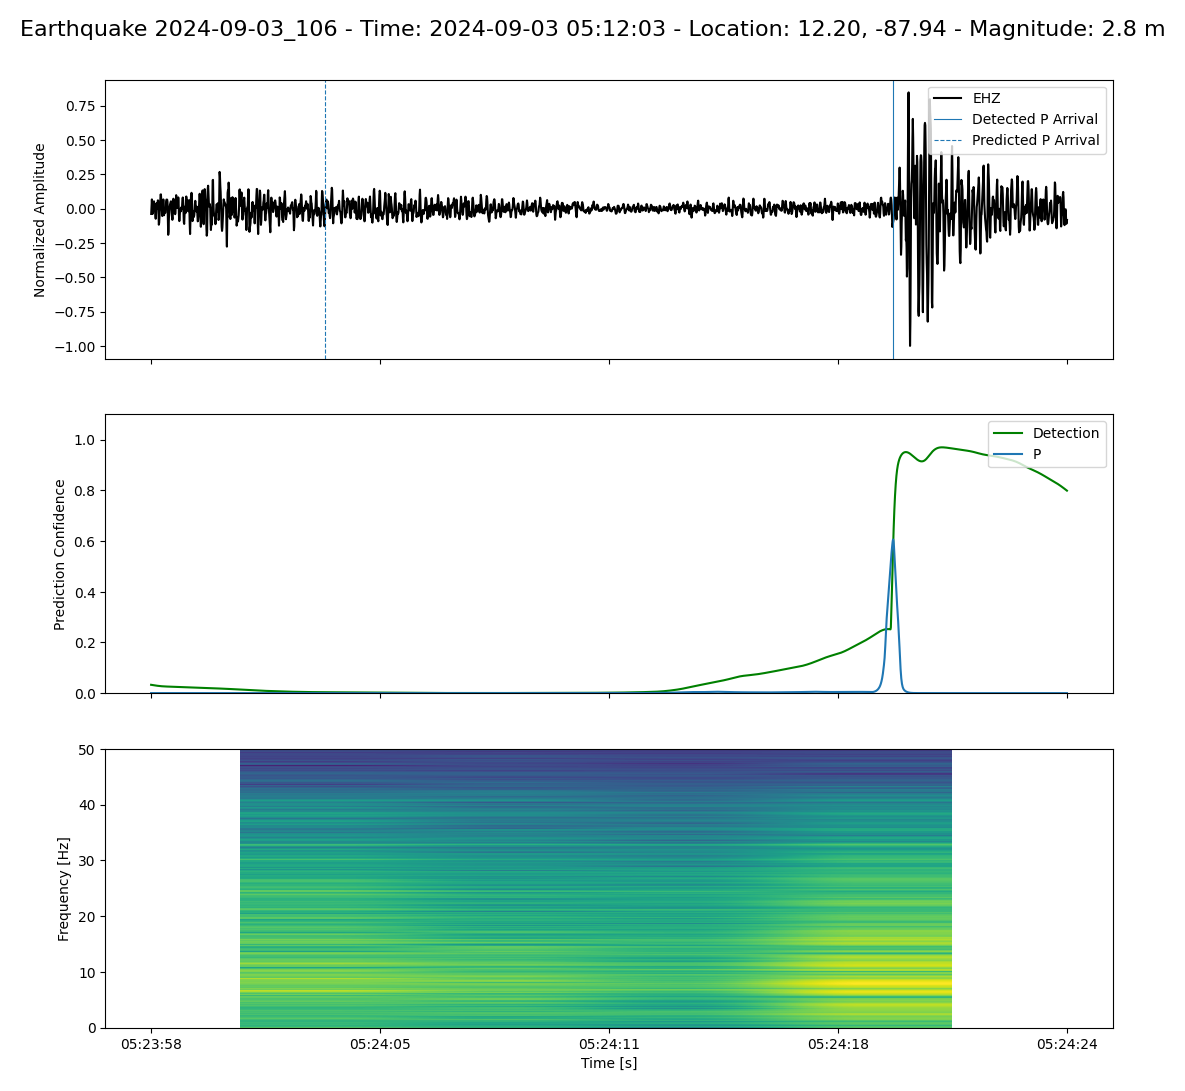 Earthquake 2024-09-03_106 - Time: 2024-09-03 05:12:03 - Location: 12.20, -87.94 - Magnitude: 2.8 m
Normalized Amplitude
0.75
0.50
0.25
0.00
−0.25
−0.50
−0.75
−1.00
EHZ
Detected P Arrival
Predicted P Arrival
Prediction Confidence
1.0
0.8
0.6
0.4
0.2
0.0
Detection
P
Frequency [Hz]
50
40
30
20
10
0
05:23:58 05:24:05 05:24:11 05:24:18 05:24:24
Time [s]